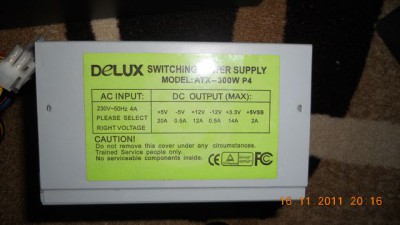 DELUX SWITCHING POWER SUPPLY
MODEL: ATX-300W P4
AC INPUT: DC OUTPUT (MAX):
230V~50Hz 4A +5V -5V +12V -12V +3.3V +5VSB
PLEASE SELECT 20A 0.5A 12A 0.5A 14A 2A
RIGHT VOLTAGE
CAUTION!
Do not remove this cover under any circumstances.
Trained Service people only.
No serviceable components inside.
16 11 2011 20 16